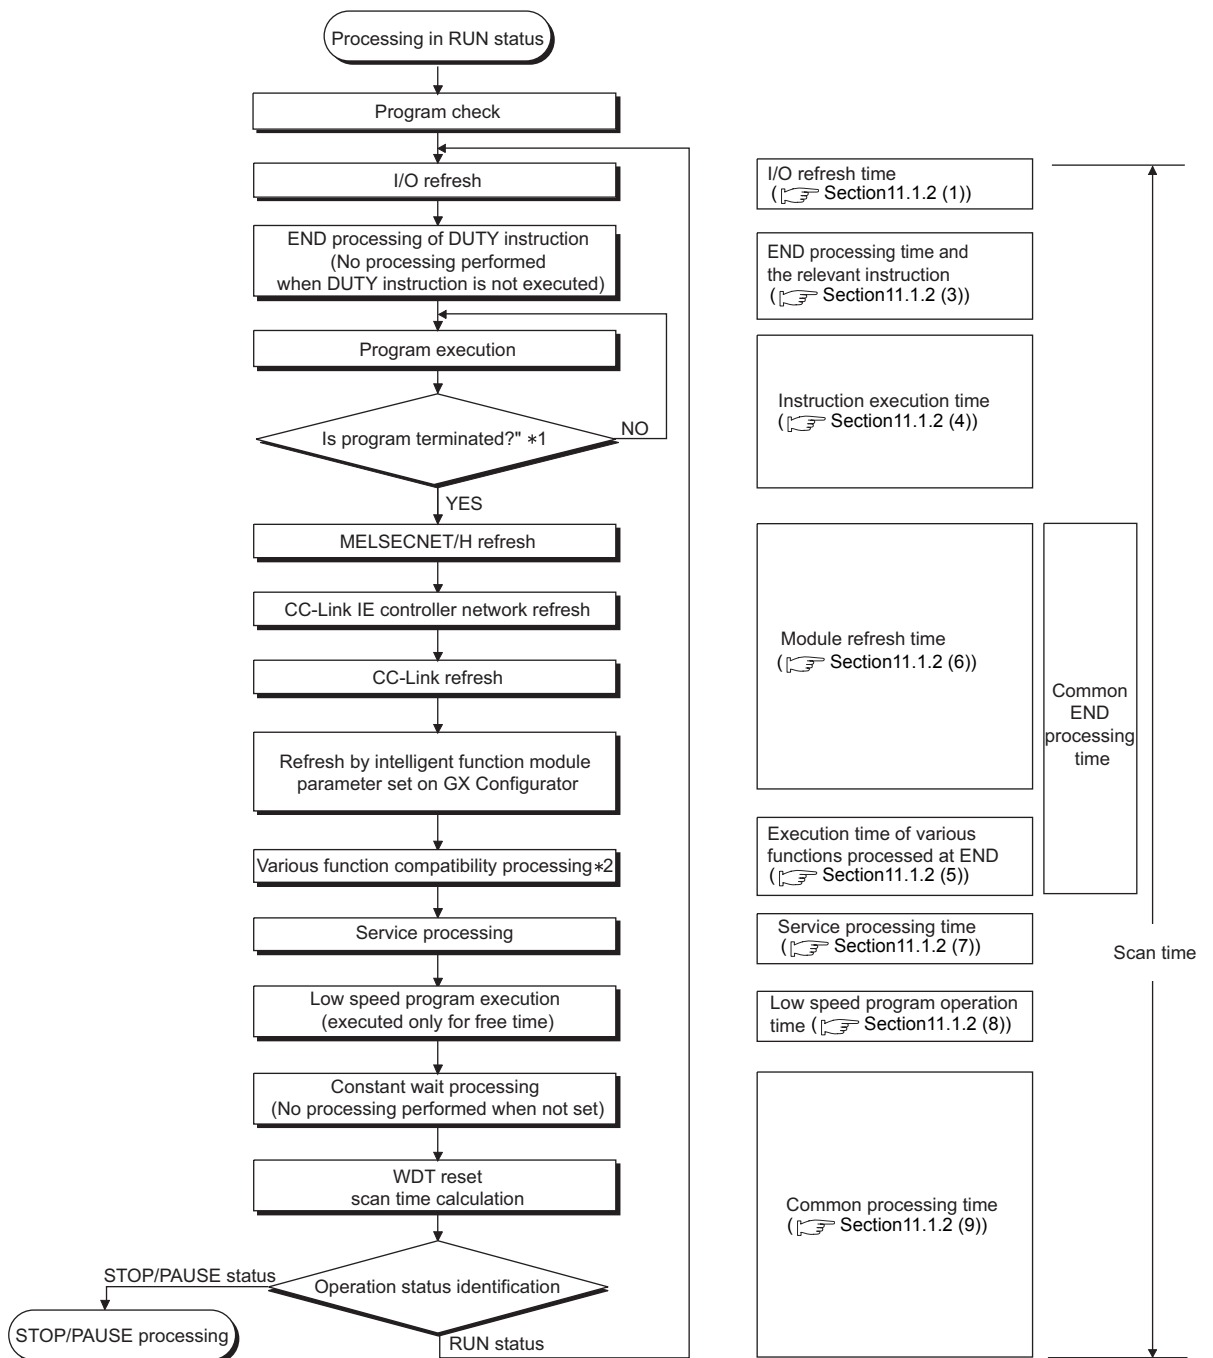 Processing in RUN status
Program check
I/O refresh
END processing of DUTY instruction
(No processing performed
when DUTY instruction is not executed)
Program execution
Is program terminated?" *1
NO
YES
MELSECNET/H refresh
CC-Link IE controller network refresh
CC-Link refresh
Refresh by intelligent function module
parameter set on GX Configurator
Various function compatibility processing*2
Service processing
Low speed program execution
(executed only for free time)
Constant wait processing
(No processing performed when not set)
WDT reset
scan time calculation
STOP/PAUSE status
Operation status identification
STOP/PAUSE processing
RUN status
I/O refresh time
( Section11.1.2 (1))
END processing time and
the relevant instruction
( Section11.1.2 (3))
Instruction execution time
( Section11.1.2 (4))
Module refresh time
( Section11.1.2 (6))
Execution time of various
functions processed at END
( Section11.1.2 (5))
Common
END
processing
time
Service processing time
( Section11.1.2 (7))
Low speed program operation
time ( Section11.1.2 (8))
Common processing time
( Section11.1.2 (9))
Scan time